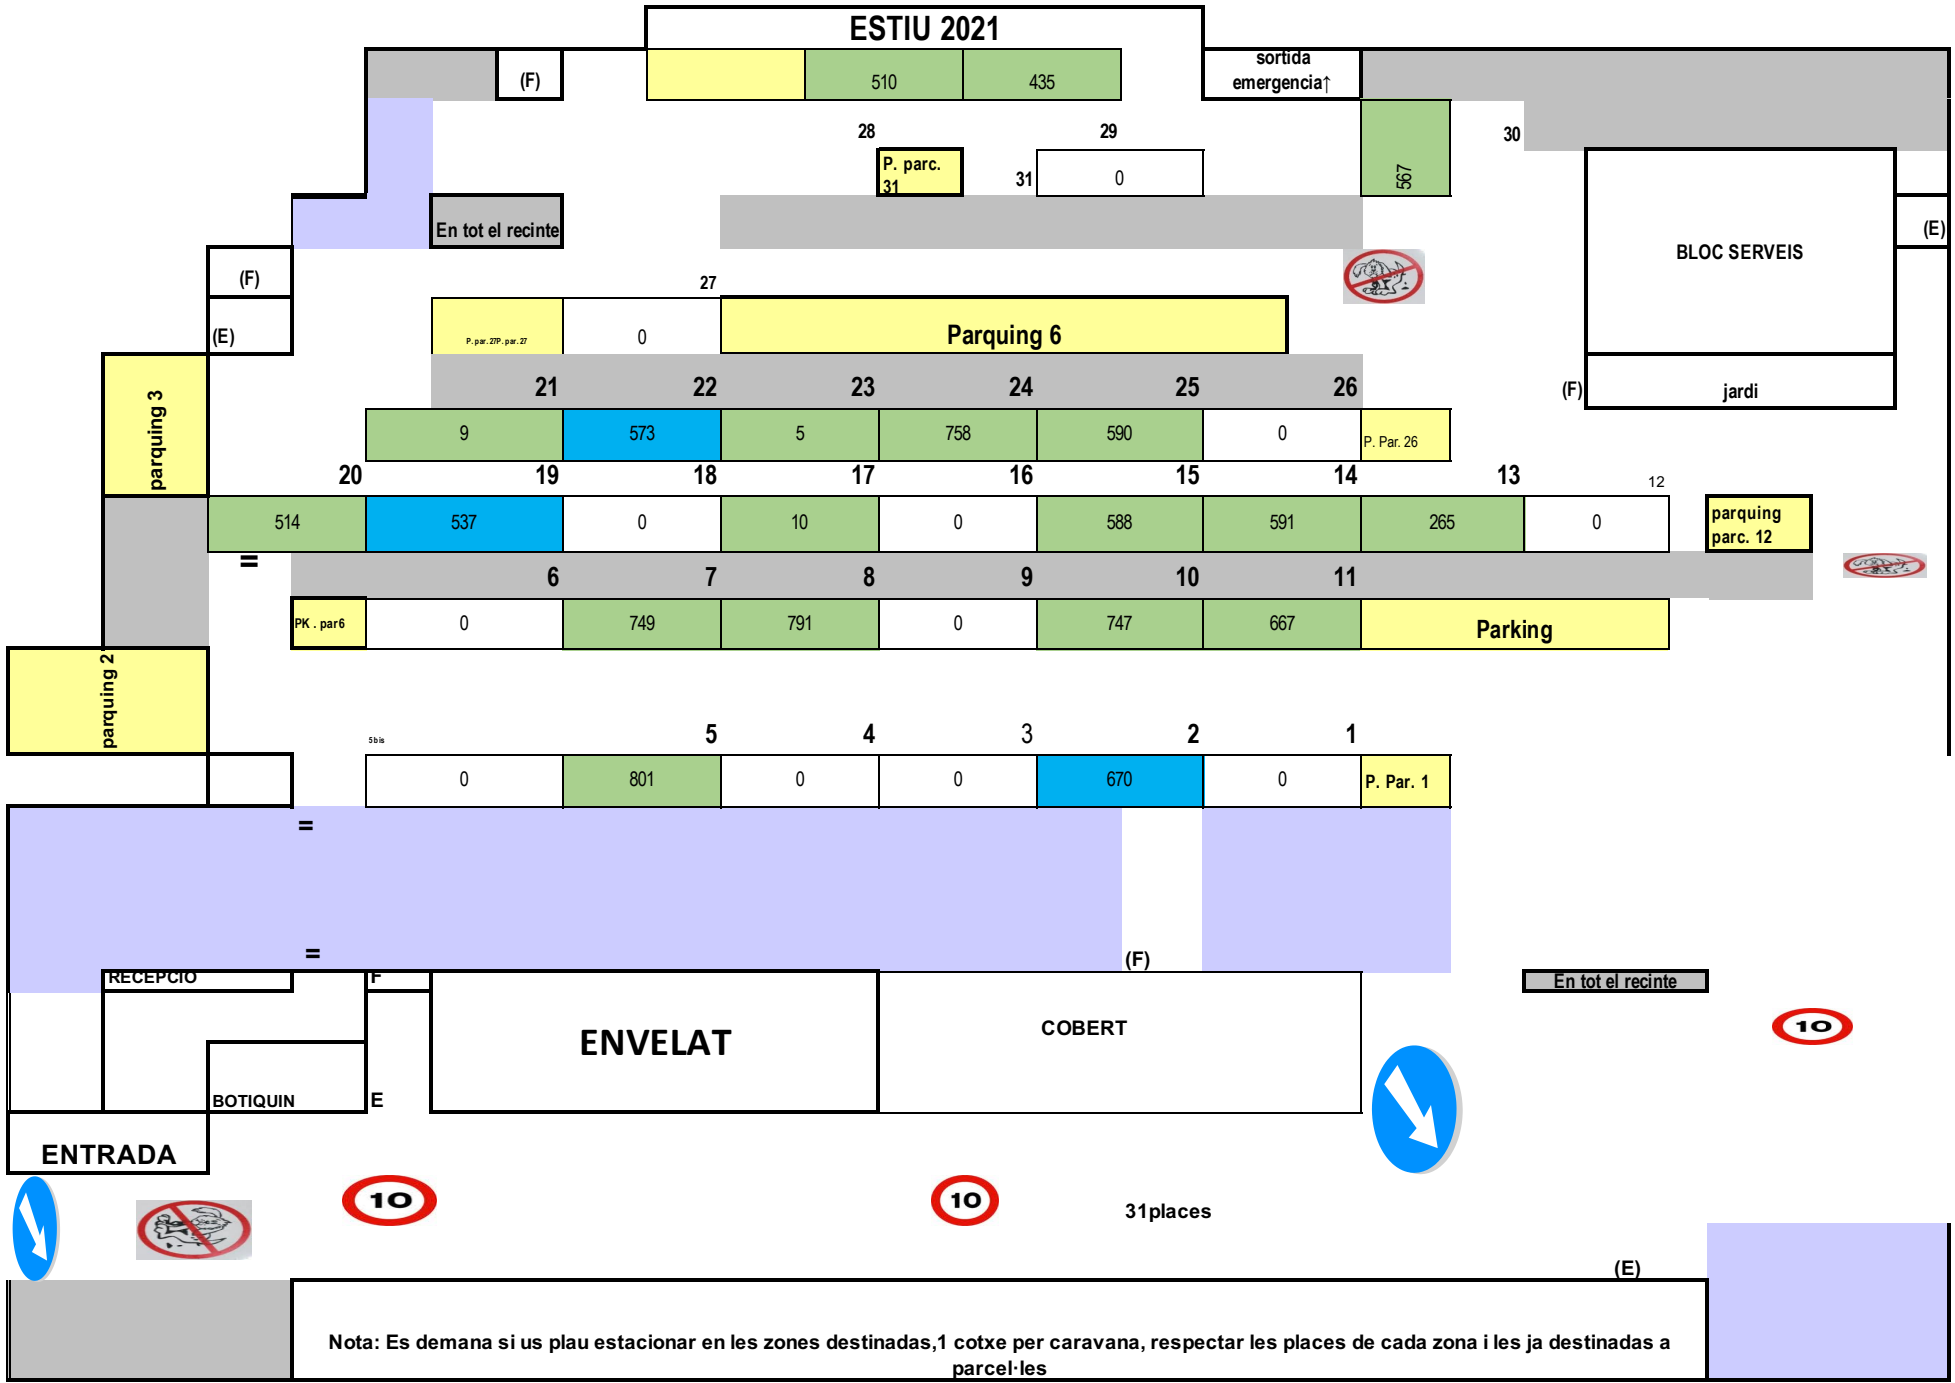 ESTIU 2021
(F)
510
435
sortida
emergencia↑
28
29
30
P. parc.
31
31
0
567
En tot el recinte
BLOC SERVEIS
(E)
(F)
27
(E)
P. par. 27P. par. 27
0
Parquing 6
parquing 3
21
22
23
24
25
26
(F)
jardi
9
573
5
758
590
0
P. Par. 26
20
19
18
17
16
15
14
13
12
514
537
0
10
0
588
591
265
0
parquing
parc. 12
=
6
7
8
9
10
11
PK . par6
0
749
791
0
747
667
Parking
parquing 2
5bis
5
4
3
2
1
0
801
0
0
670
0
P. Par. 1
=
=
(F)
RECEPCIO
F
En tot el recinte
ENVELAT
COBERT
10
BOTIQUIN
E
ENTRADA
10
10
31places
(E)
Nota: Es demana si us plau estacionar en les zones destinadas,1 cotxe per caravana, respectar les places de cada zona i les ja destinadas a
parcel·les